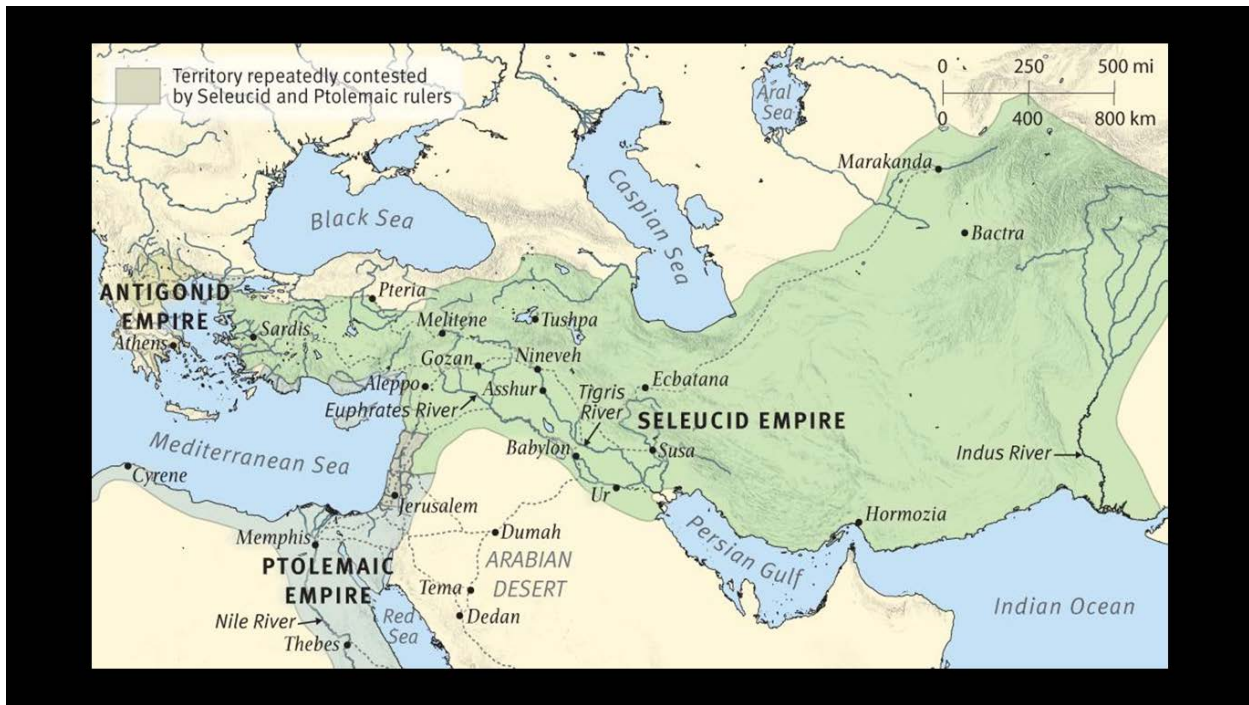 Territory repeatedly contested
by Seleucid and Ptolemaic rulers
0 250 500 mi
0 400 800 km
Aral
Sea
Marakanda
Caspian Sea
Black Sea
Bactra
ANTIGONID
EMPIRE
Pteria
Athens
Sardis
Melitene
Tushpa
Gozan
Nineveh
Aleppo
Asshur
Ecbatana
Euphrates River
Tigris
River
SELEUCID EMPIRE
Mediterranean Sea
Babylon
Susa
Indus River
Cyrene
Ur
Jerusalem
Hormozia
Memphis
Dumah
Persian Gulf
PTOLEMAIC
EMPIRE
ARABIAN
DESERT
Tema
Indian Ocean
Nile River
Red
Sea
Dedan
Thebes